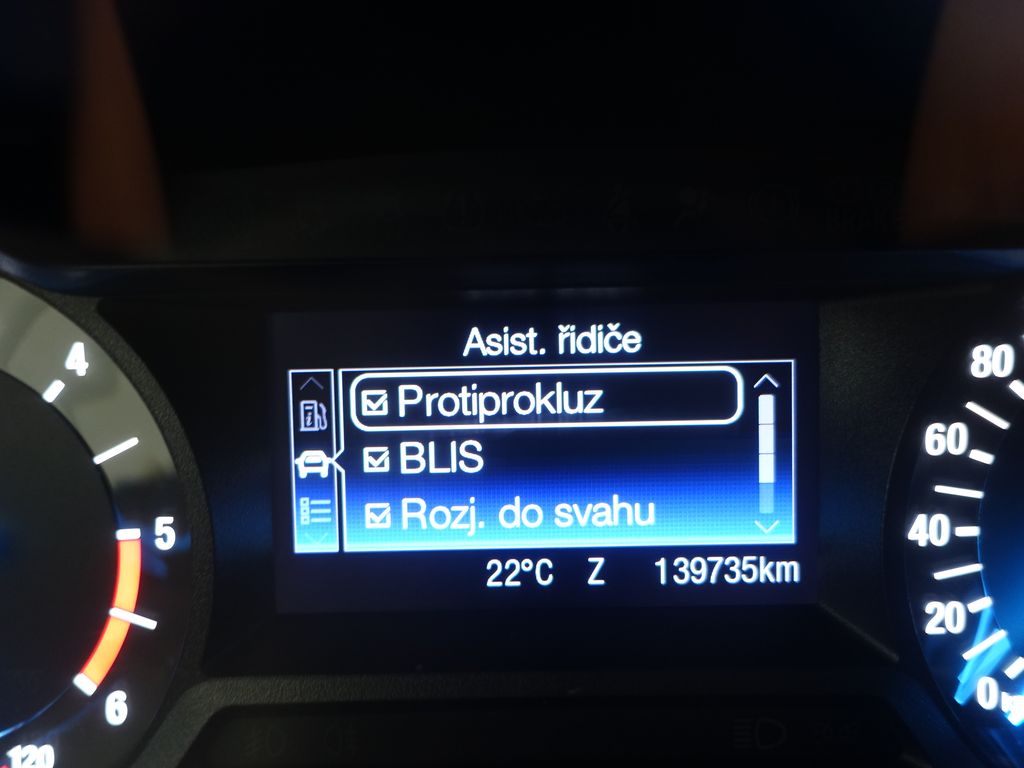 Asist. řidiče
Protiprokluz
BLIS
Rozj. do svahu
22°C Z 139735km
4
5
6
120
80
60
40
20
0